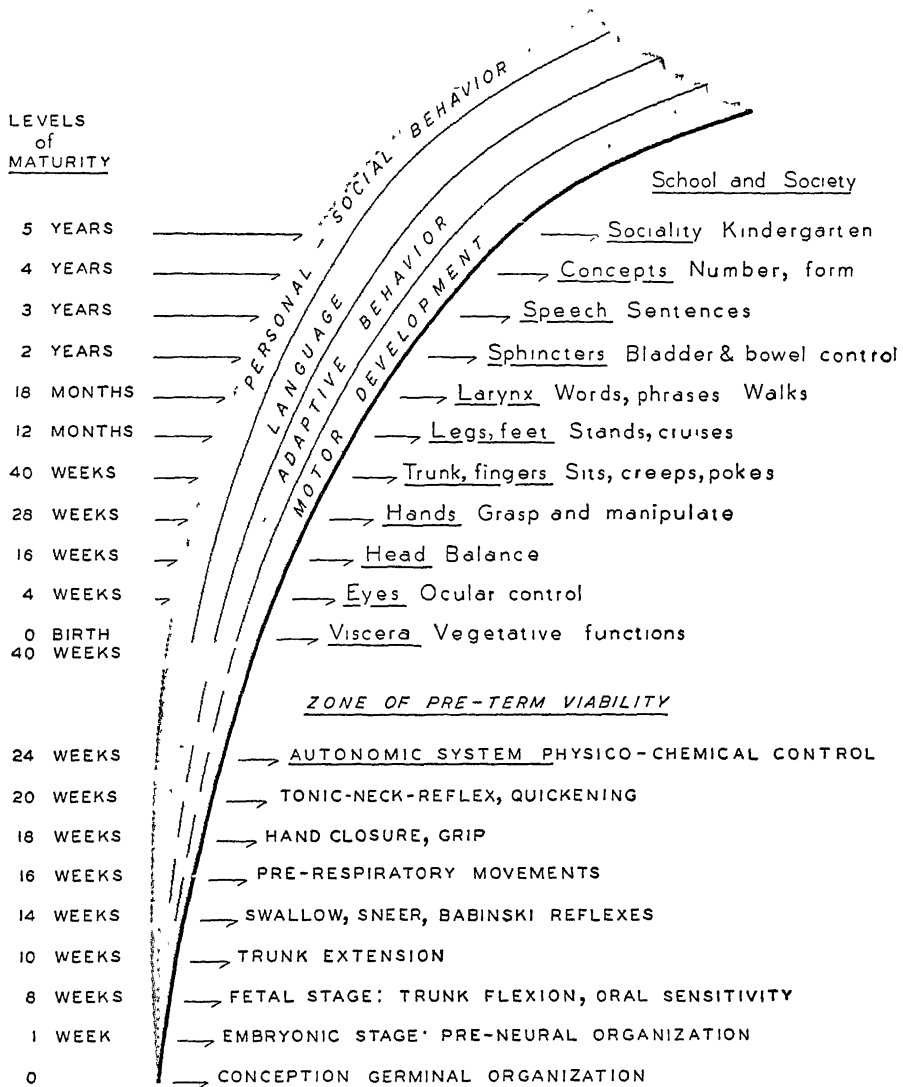 LEVELS
of
MATURITY
PERSONAL - SOCIAL BEHAVIOR
LANGUAGE
ADAPTIVE BEHAVIOR
MOTOR DEVELOPMENT
School and Society
5 YEARS Sociality Kindergarten
4 YEARS Concepts Number, form
3 YEARS Speech Sentences
2 YEARS Sphincters Bladder & bowel control
18 MONTHS Larynx Words, phrases Walks
12 MONTHS Legs, feet Stands, cruises
40 WEEKS Trunk, fingers Sits, creeps, pokes
28 WEEKS Hands Grasp and manipulate
16 WEEKS Head Balance
4 WEEKS Eyes Ocular control
0 BIRTH Viscera Vegetative functions
40 WEEKS
ZONE OF PRE-TERM VIABILITY
24 WEEKS AUTONOMIC SYSTEM PHYSICO-CHEMICAL CONTROL
20 WEEKS TONIC-NECK-REFLEX, QUICKENING
18 WEEKS HAND CLOSURE, GRIP
16 WEEKS PRE-RESPIRATORY MOVEMENTS
14 WEEKS SWALLOW, SNEER, BABINSKI REFLEXES
10 WEEKS TRUNK EXTENSION
8 WEEKS FETAL STAGE: TRUNK FLEXION, ORAL SENSITIVITY
1 WEEK EMBRYONIC STAGE· PRE-NEURAL ORGANIZATION
0 CONCEPTION GERMINAL ORGANIZATION